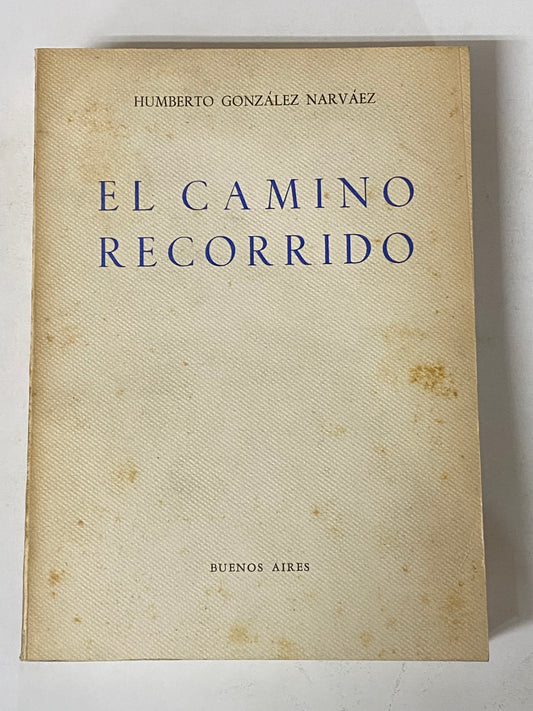 HUMBERTO GONZÁLEZ NARVÁEZ
EL CAMINO
RECORRIDO
BUENOS AIRES